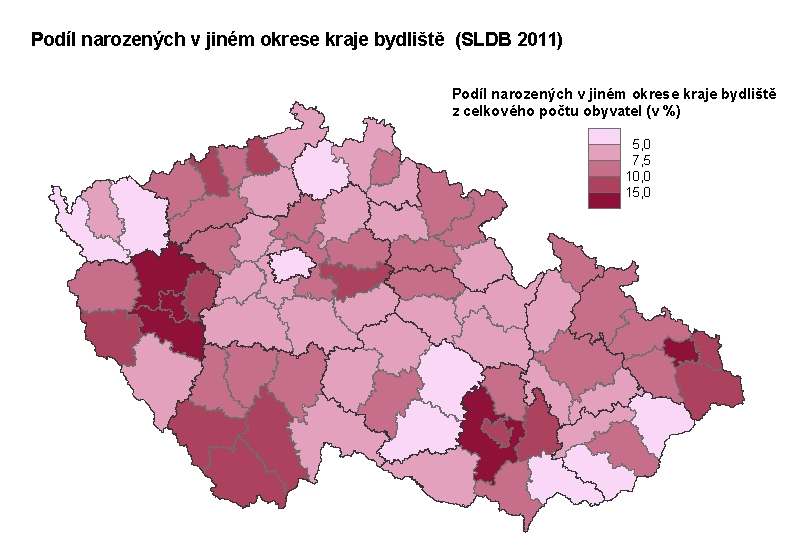 Podíl narozených v jiném okrese kraje bydliště  (SLDB 2011)
Podíl narozených v jiném okrese kraje bydliště
z celkového počtu obyvatel (v %)
5,0
7,5
10,0
15,0